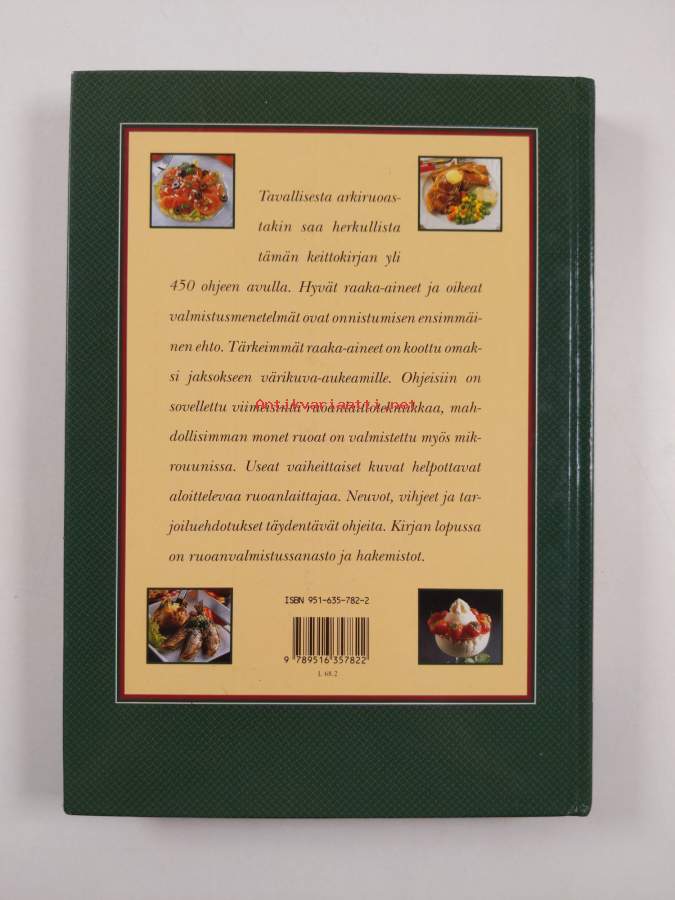 Tavallisesta arkiruoas-
takin saa herkullista
tämän keittokirjan yli
450 ohjeen avulla. Hyvät raaka-aineet ja oikeat
valmistusmenetelmät ovat onnistumisen ensimmäi-
nen ehto. Tärkeimmät raaka-aineet on koottu omak-
si jaksokseen värikuva-aukeamille. Ohjeisiin on
Antikvariaatti.net
sovellettu viimeisintä ruoanlaittotekniikkaa, mah-
dollisimman monet ruoat on valmistettu myös mik-
rouunissa. Useat vaiheittaiset kuvat helpottavat
aloittelevaa ruoanlaittajaa. Neuvot, vihjeet ja tar-
joiluehdotukset täydentävät ohjeita. Kirjan lopussa
on ruoanvalmistussanasto ja hakemistot.
ISBN 951-635-782-2
9 789516 357822
L 68.2